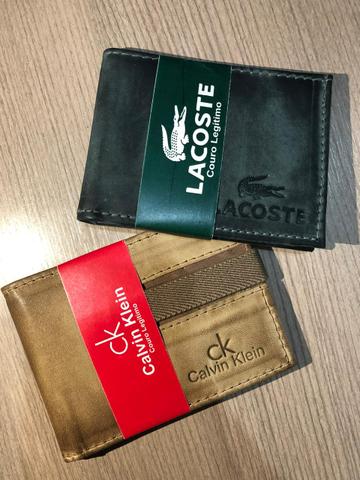 LACOSTE
Couro Legítimo
LACOSTE
ck
Calvin Klein
Couro Legítimo
ck
Calvin Klein